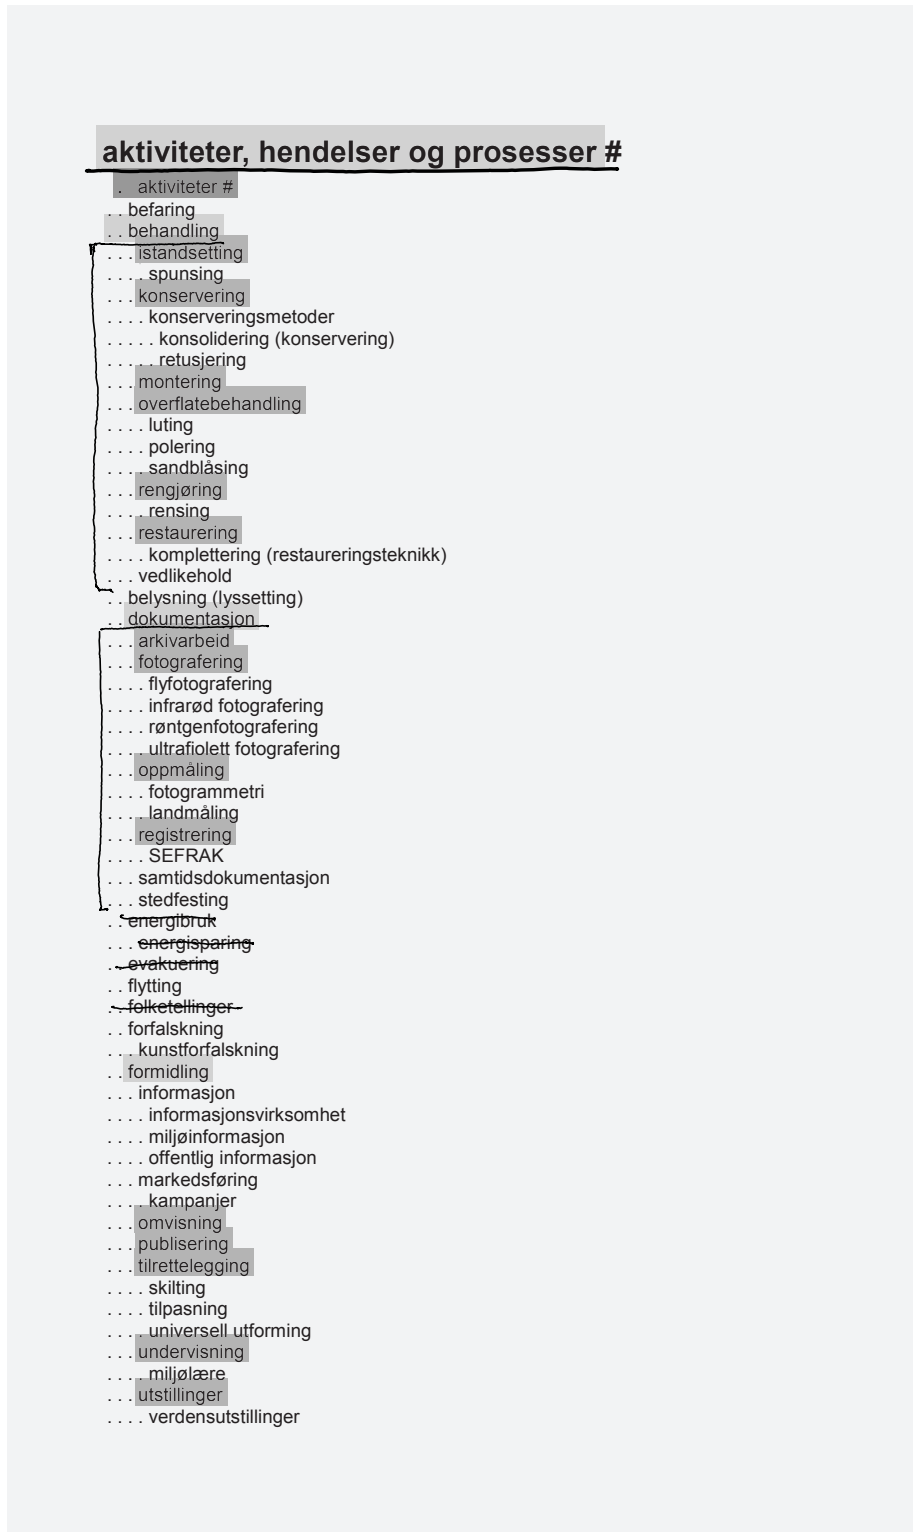 aktiviteter, hendelser og prosesser #
. aktiviteter #
. . befaring
. . behandling
. . . istandsetting
. . . . spunsing
. . . konservering
. . . . konserveringsmetoder
. . . . . konsolidering (konservering)
. . . . . retusjering
. . . montering
. . . overflatebehandling
. . . . luting
. . . . polering
. . . . sandblåsing
. . . rengjøring
. . . . rensing
. . . restaurering
. . . . komplettering (restaureringsteknikk)
. . . vedlikehold
. . belysning (lyssetting)
. . dokumentasjon
. . . arkivarbeid
. . . fotografering
. . . . flyfotografering
. . . . infrarød fotografering
. . . . røntgenfotografering
. . . . ultrafiolett fotografering
. . . oppmåling
. . . . fotogrammetri
. . . . landmåling
. . . registrering
. . . . SEFRAK
. . . samtidsdokumentasjon
. . . stedfesting
. . energibruk
. . . energisparing
. . evakuering
. . flytting
. . folketellinger
. . forfalskning
. . . kunstforfalskning
. . formidling
. . . informasjon
. . . . informasjonsvirksomhet
. . . . miljøinformasjon
. . . . offentlig informasjon
. . . markedsføring
. . . . kampanjer
. . . omvisning
. . . publisering
. . . tilrettelegging
. . . . skilting
. . . . tilpasning
. . . . universell utforming
. . . undervisning
. . . . miljølære
. . . utstillinger
. . . . verdensutstillinger